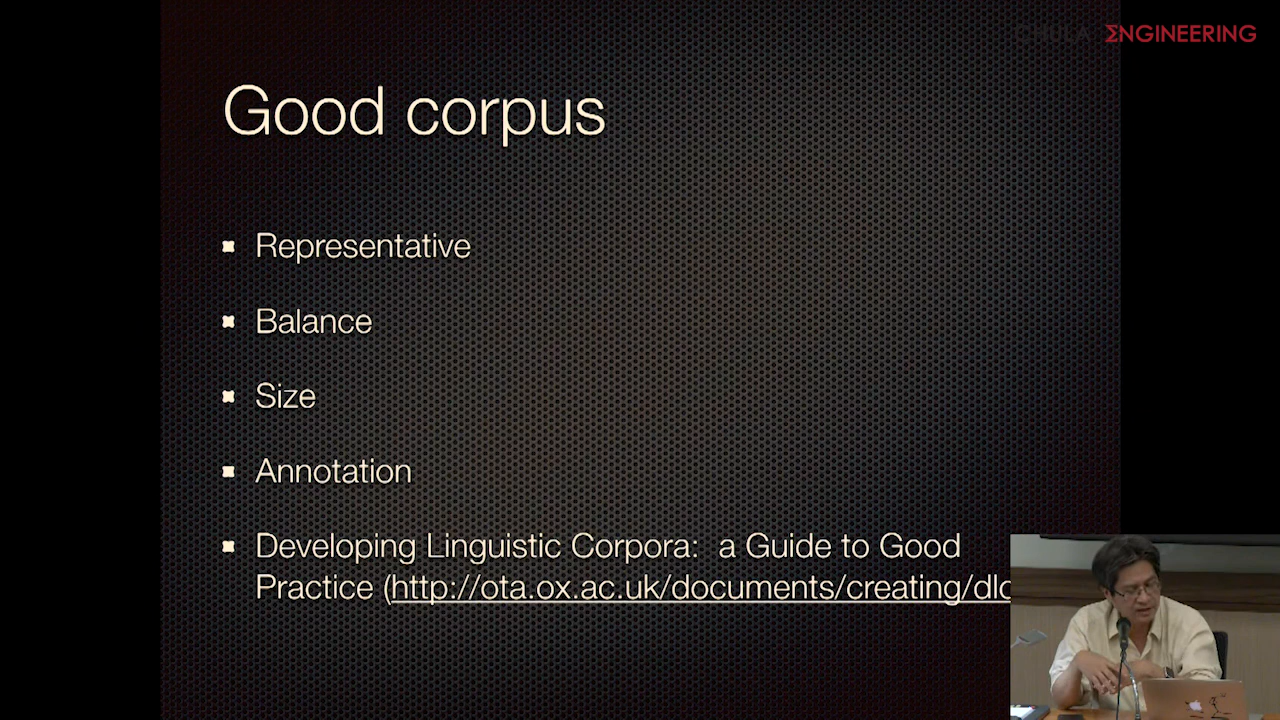 CHULA ΣNGINEERING
Good corpus
Representative
Balance
Size
Annotation
Developing Linguistic Corpora: a Guide to Good
Practice (http://ota.ox.ac.uk/documents/creating/dlc